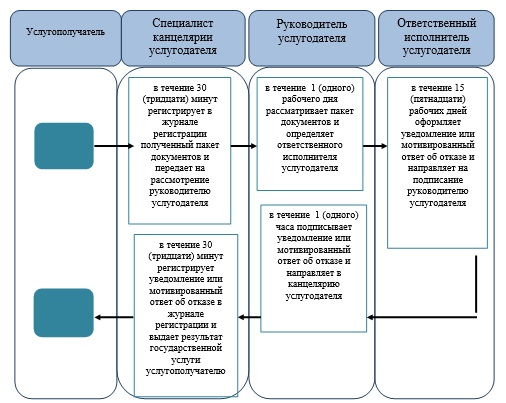 Услугополучатель
Специалист
канцелярии
услугодателя
Руководитель
услугодателя
Ответственный
исполнитель
услугодателя
в течение 30
(тридцати) минут
регистрирует в
журнале
регистрации
полученный пакет
документов и
передает на
рассмотрение
руководителю
услугодателя
в течение 1 (одного)
рабочего дня
рассматривает пакет
документов и
определяет
ответственного
исполнителя
услугодателя
в течение 15
(пятнадцати)
рабочих дней
оформляет
уведомление или
мотивированный
ответ об отказе и
направляет на
подписание
руководителю
услугодателя
в течение 1 (одного)
часа подписывает
уведомление или
мотивированный
ответ об отказе и
направляет в
канцелярию
услугодателя
в течение 30
(тридцати) минут
регистрирует
уведомление или
мотивированный
ответ об отказе в
журнале
регистрации и
выдает результат
государственной
услуги
услугополучателю